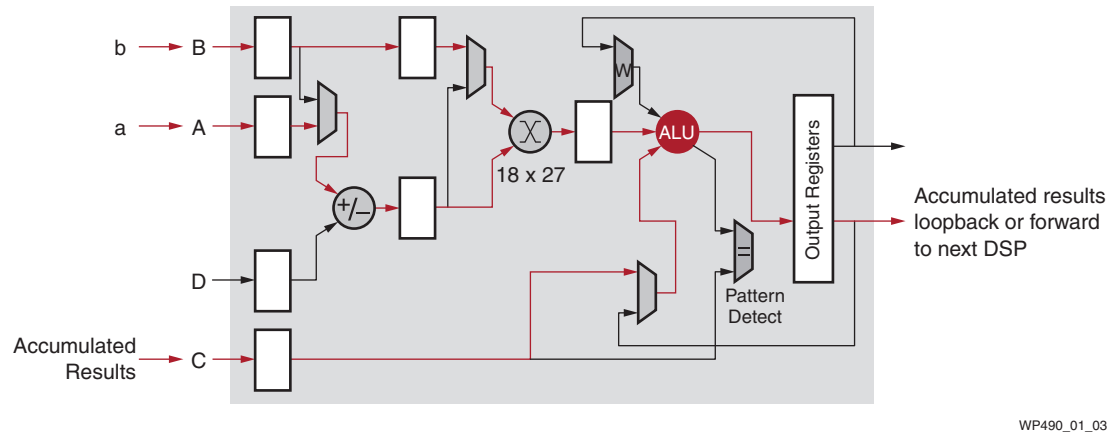 b
B
a
A
D
Accumulated
Results
C
+/–
18 x 27
W
ALU
=
Pattern
Detect
Output Registers
Accumulated results
loopback or forward
to next DSP
WP490_01_03